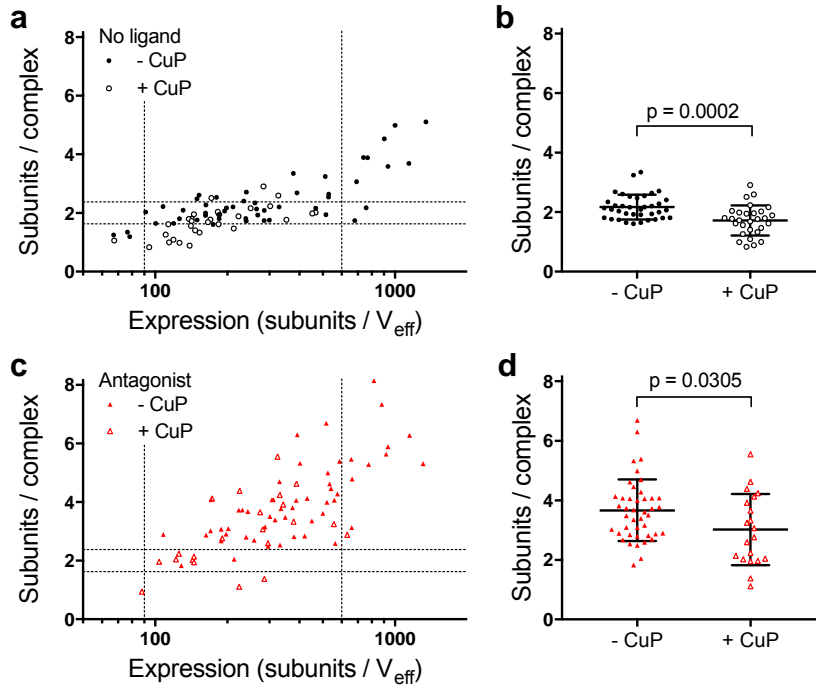 a
No ligand
- CuP
+ CuP
8
6
4
2
0
100
1000
Subunits / complex
Expression (subunits / Veff)
b
p = 0.0002
8
6
4
2
0
- CuP
+ CuP
Subunits / complex
c
Antagonist
- CuP
+ CuP
8
6
4
2
0
100
1000
Subunits / complex
Expression (subunits / Veff)
d
p = 0.0305
8
6
4
2
0
- CuP
+ CuP
Subunits / complex